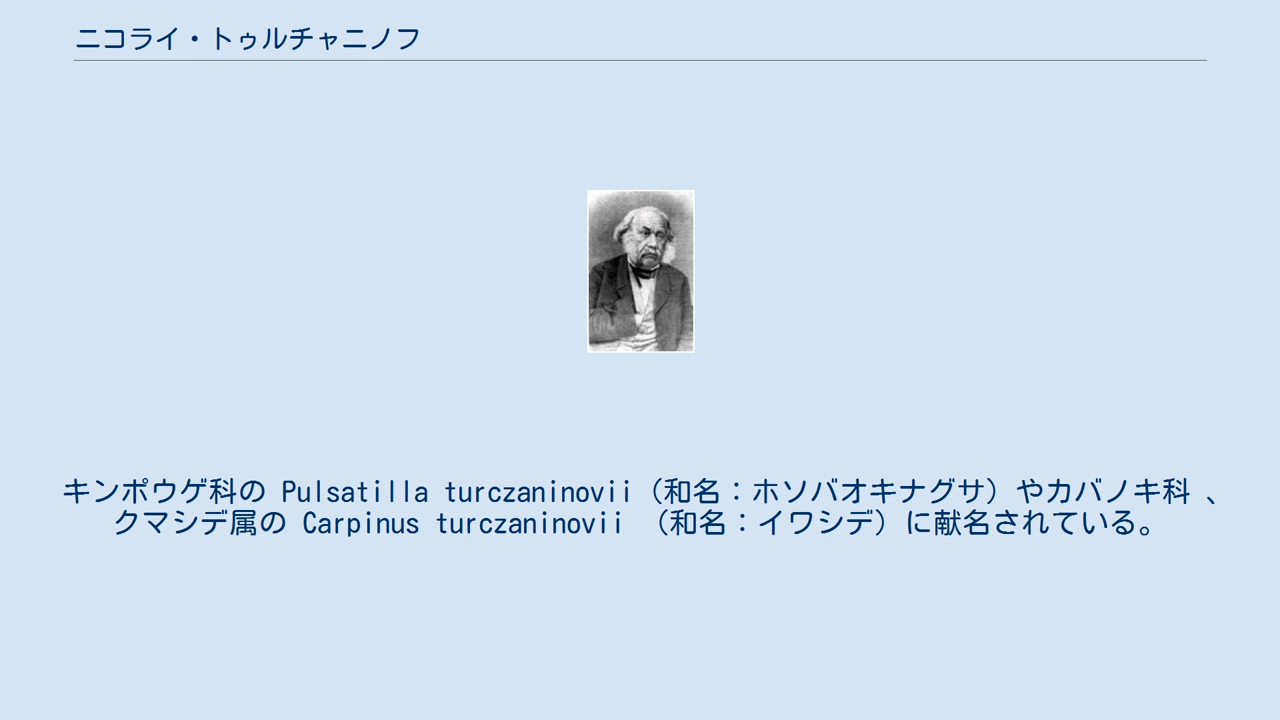 ニコライ・トゥルチャニノフ
キンポウゲ科の Pulsatilla turczaninovii（和名：ホソバオキナグサ）やカバノキ科 、
クマシデ属の Carpinus turczaninovii （和名：イワシデ）に献名されている。